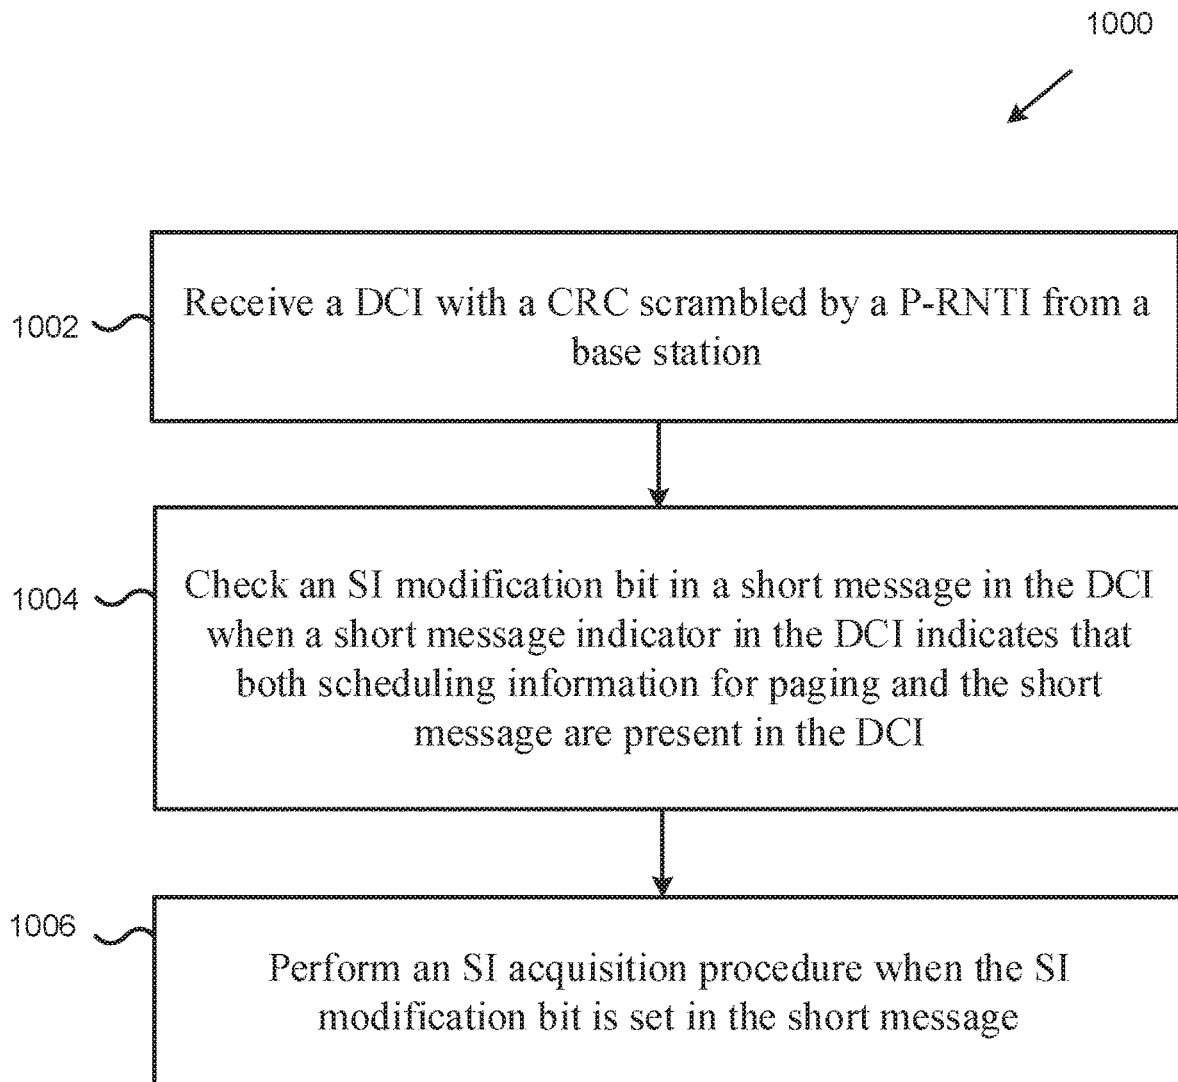 1000
1002
Receive a DCI with a CRC scrambled by a P-RNTI from a
base station
1004
Check an SI modification bit in a short message in the DCI
when a short message indicator in the DCI indicates that
both scheduling information for paging and the short
message are present in the DCI
1006
Perform an SI acquisition procedure when the SI
modification bit is set in the short message